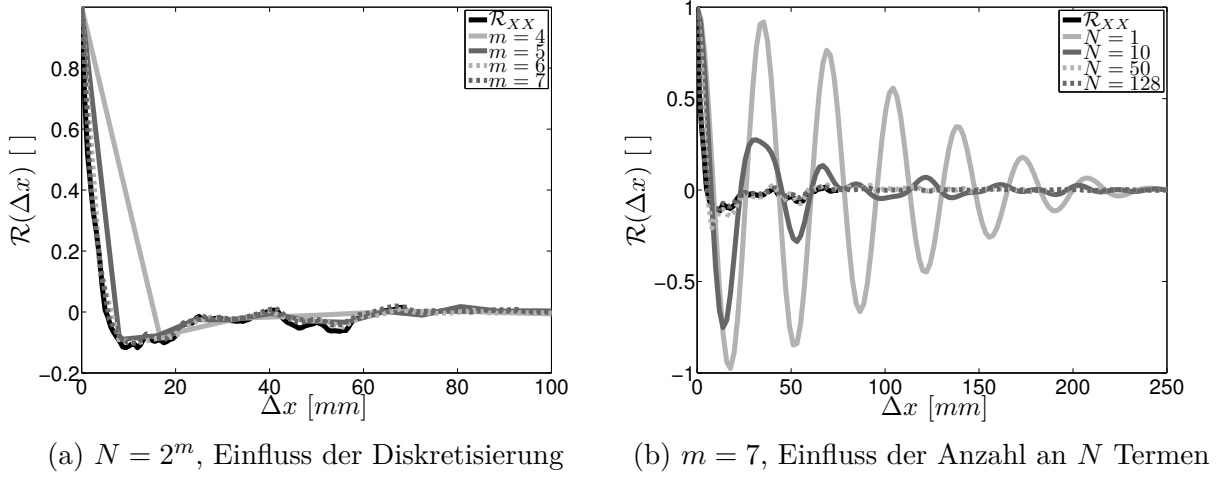 0.8
0.6
0.4
0.2
0
−0.2
0
20
40
60
80
100
R(Δx) [ ]
Δx [mm]
R_XX
m = 4
m = 5
m = 6
m = 7
1
0.5
0
−0.5
−1
0
50
100
150
200
250
R(Δx) [ ]
Δx [mm]
R_XX
N = 1
N = 10
N = 50
N = 128
(a) N = 2^m, Einfluss der Diskretisierung
(b) m = 7, Einfluss der Anzahl an N Termen